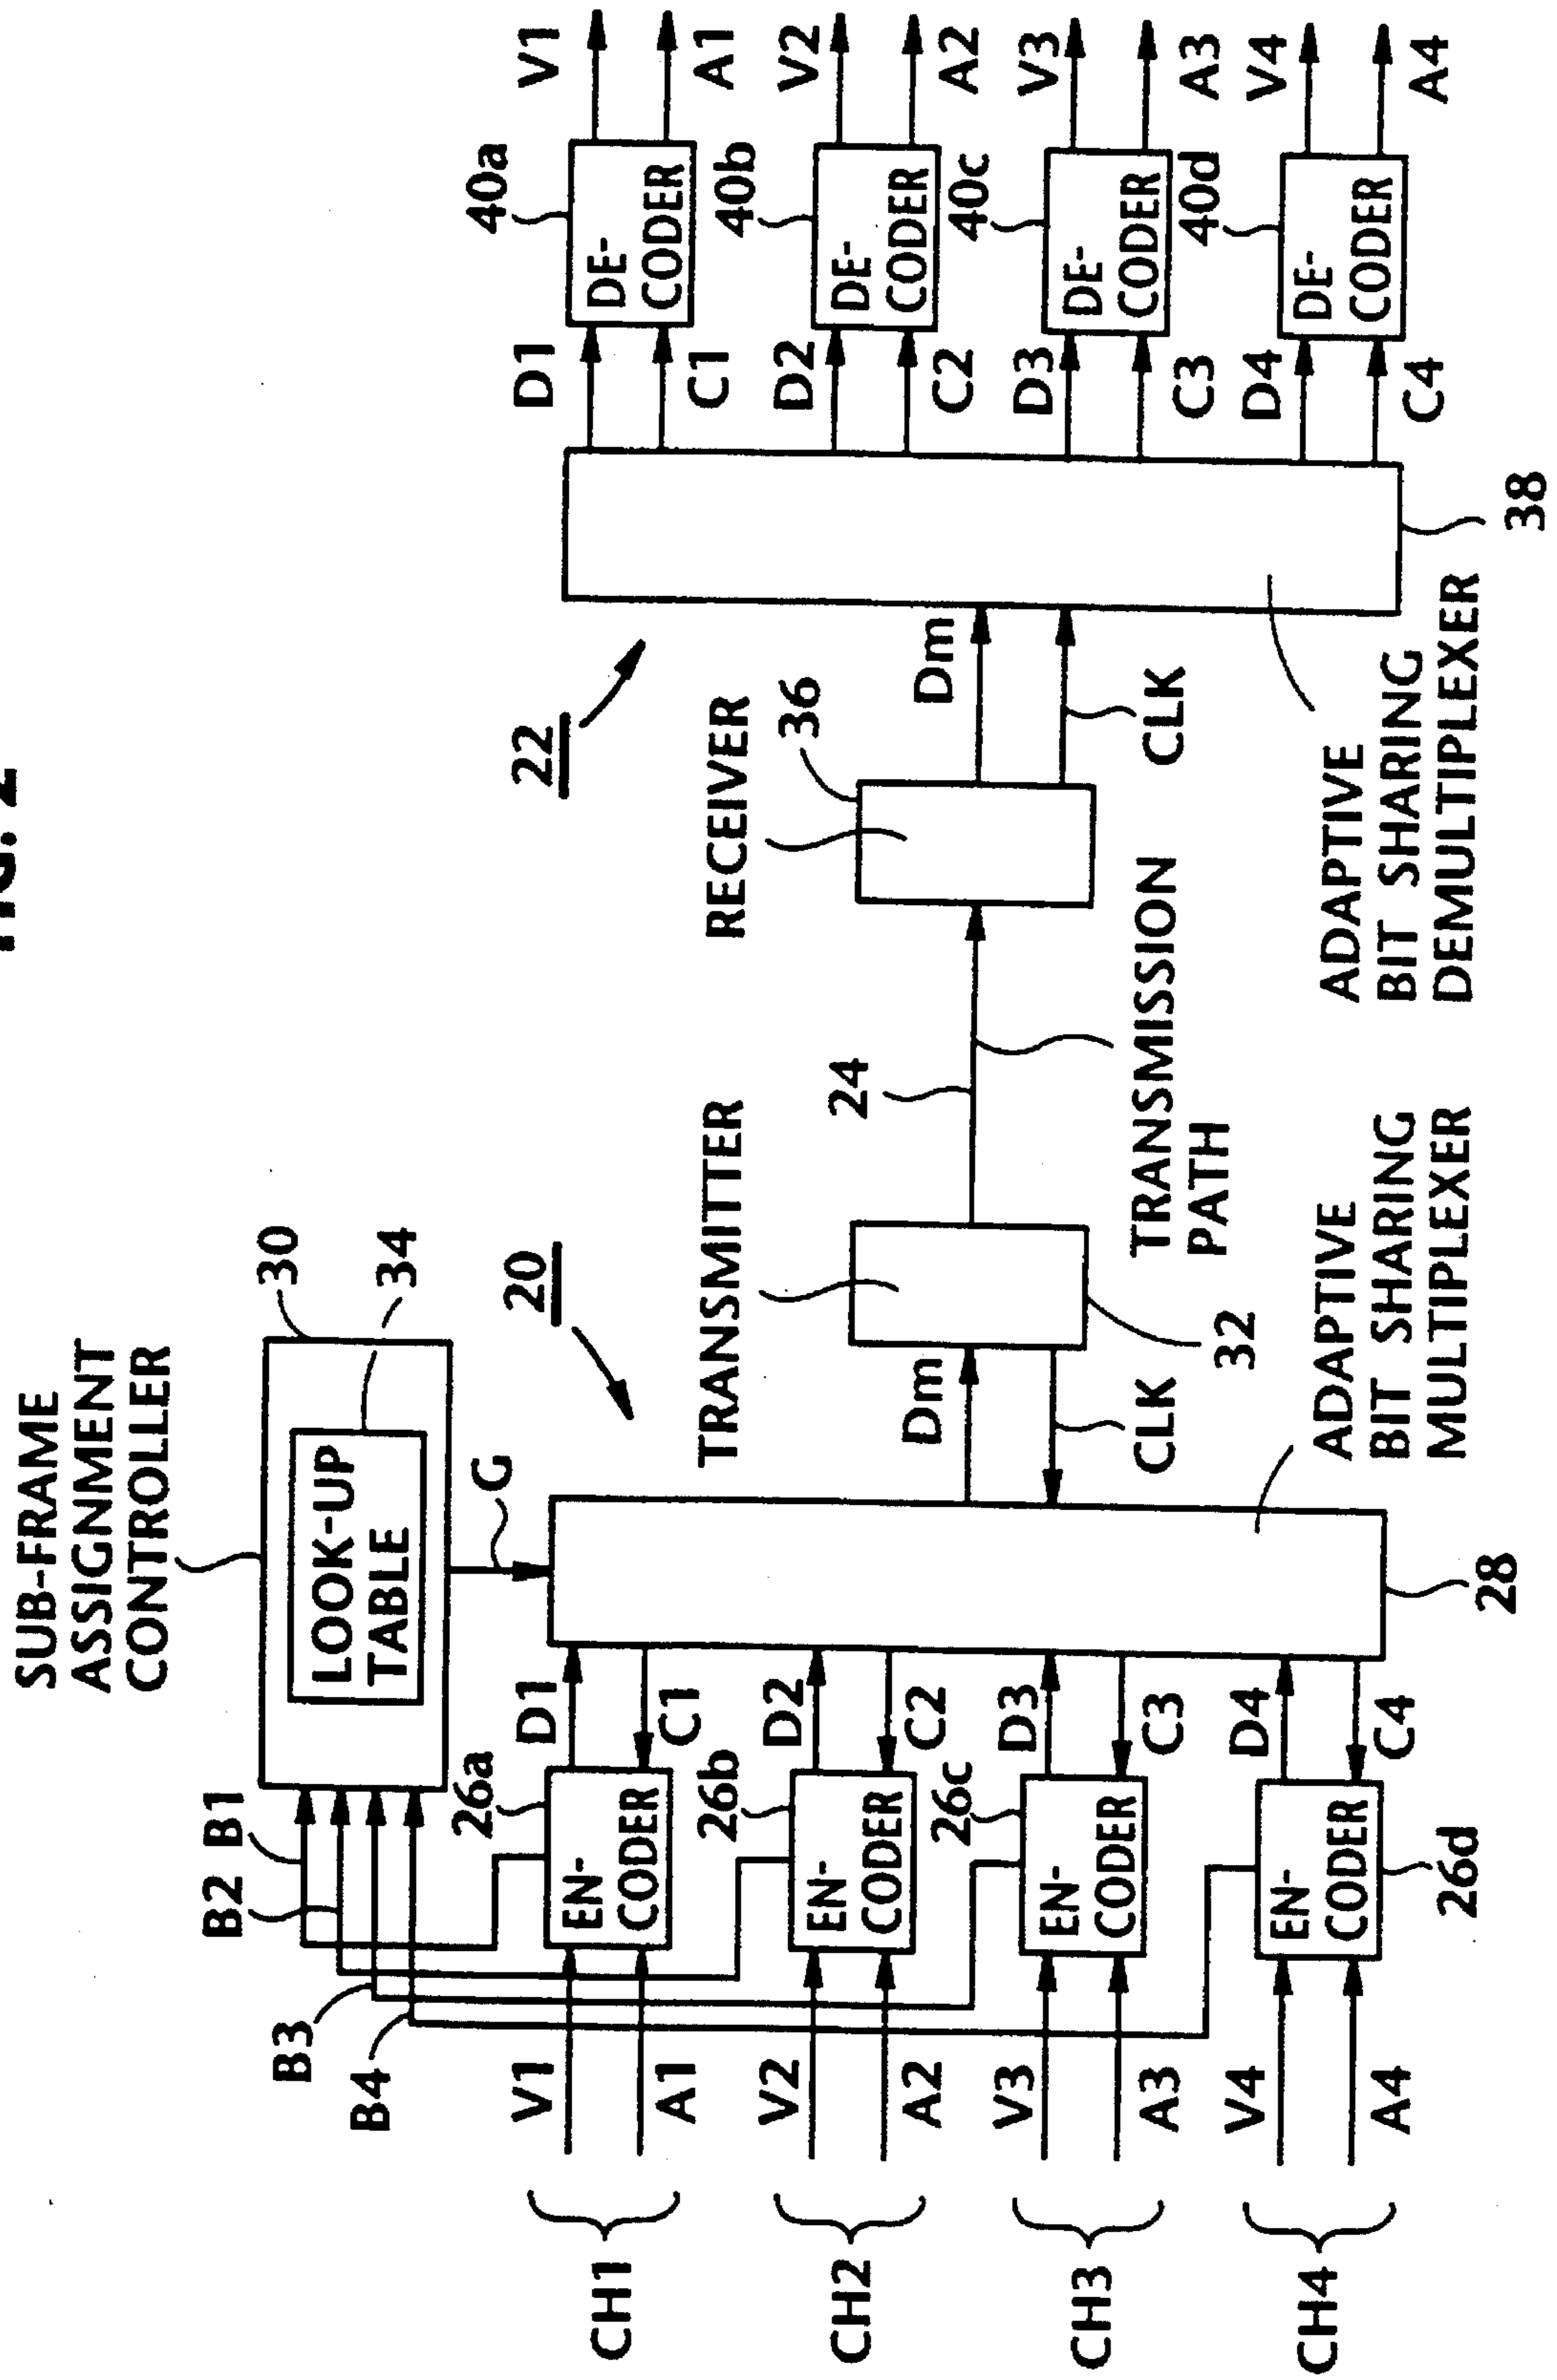 FIG. 2
SUB-FRAME
ASSIGNMENT
CONTROLLER
30
34
LOOK-UP
TABLE
B1
B2
B3
B4
G
20
22
CH1
V1
A1
26a
EN-
CODER
D1
C1
CH2
V2
A2
26b
EN-
CODER
D2
C2
CH3
V3
A3
26c
EN-
CODER
D3
C3
CH4
V4
A4
26d
EN-
CODER
D4
C4
28
ADAPTIVE
BIT SHARING
MULTIPLEXER
TRANSMITTER
Dm
CLK
32
24
TRANSMISSION
PATH
RECEIVER
36
Dm
CLK
ADAPTIVE
BIT SHARING
DEMULTIPLEXER
38
D1
C1
40a
DE-
CODER
V1
A1
D2
C2
40b
DE-
CODER
V2
A2
D3
C3
40c
DE-
CODER
V3
A3
D4
C4
40d
DE-
CODER
V4
A4